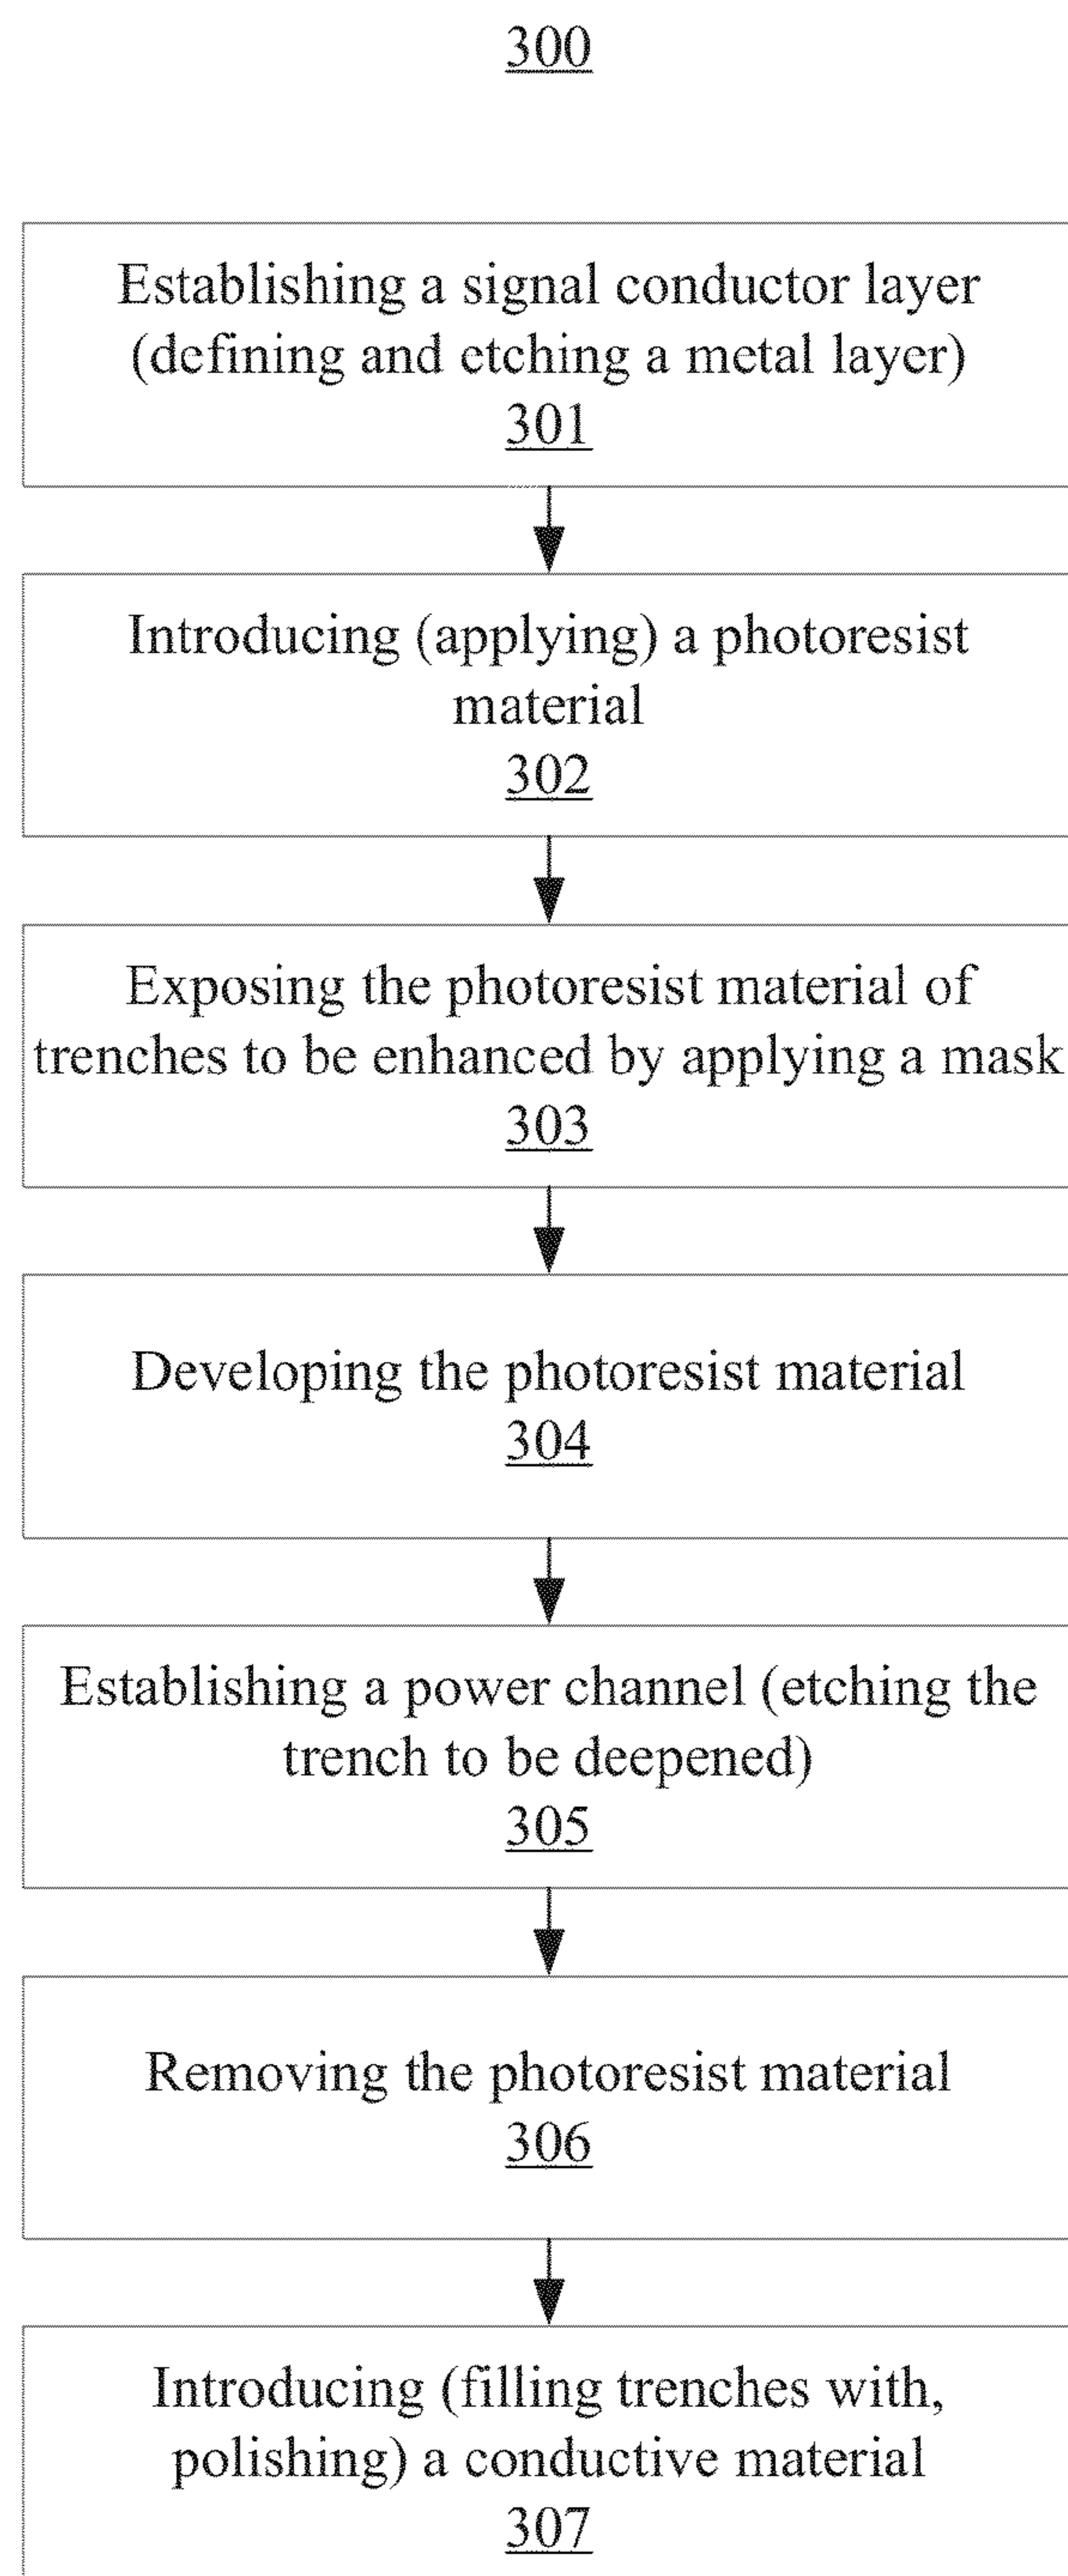 300
Establishing a signal conductor layer
(defining and etching a metal layer)
301
Introducing (applying) a photoresist
material
302
Exposing the photoresist material of
trenches to be enhanced by applying a mask
303
Developing the photoresist material
304
Establishing a power channel (etching the
trench to be deepened)
305
Removing the photoresist material
306
Introducing (filling trenches with,
polishing) a conductive material
307